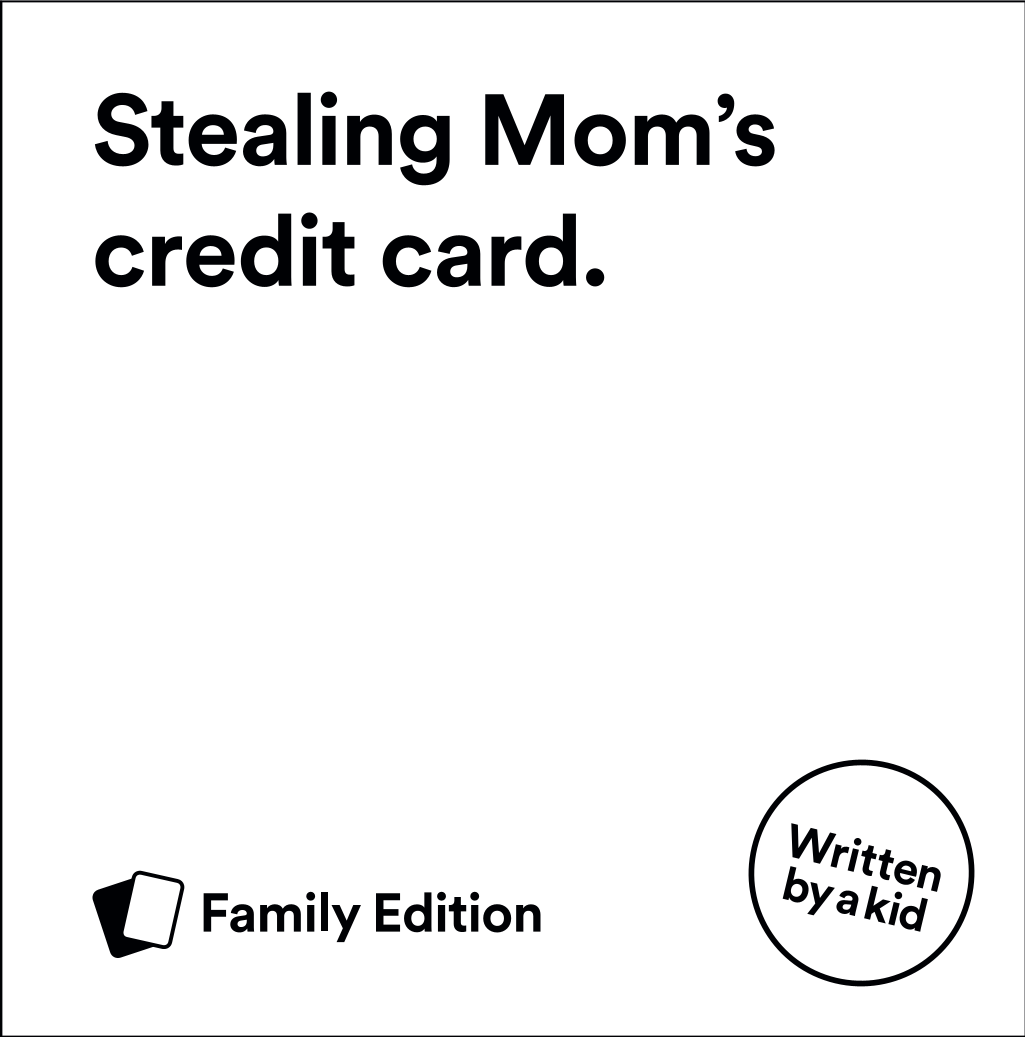 Stealing Mom’s
credit card.
Family Edition
Written
by a kid